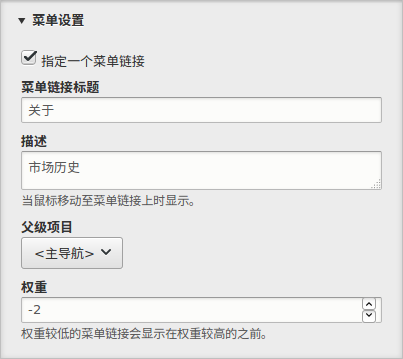 菜单设置
指定一个菜单链接
菜单链接标题
关于
描述
市场历史
当鼠标移动至菜单链接上时显示。
父级项目
<主导航>
权重
-2
权重较低的菜单链接会显示在权重较高的之前。